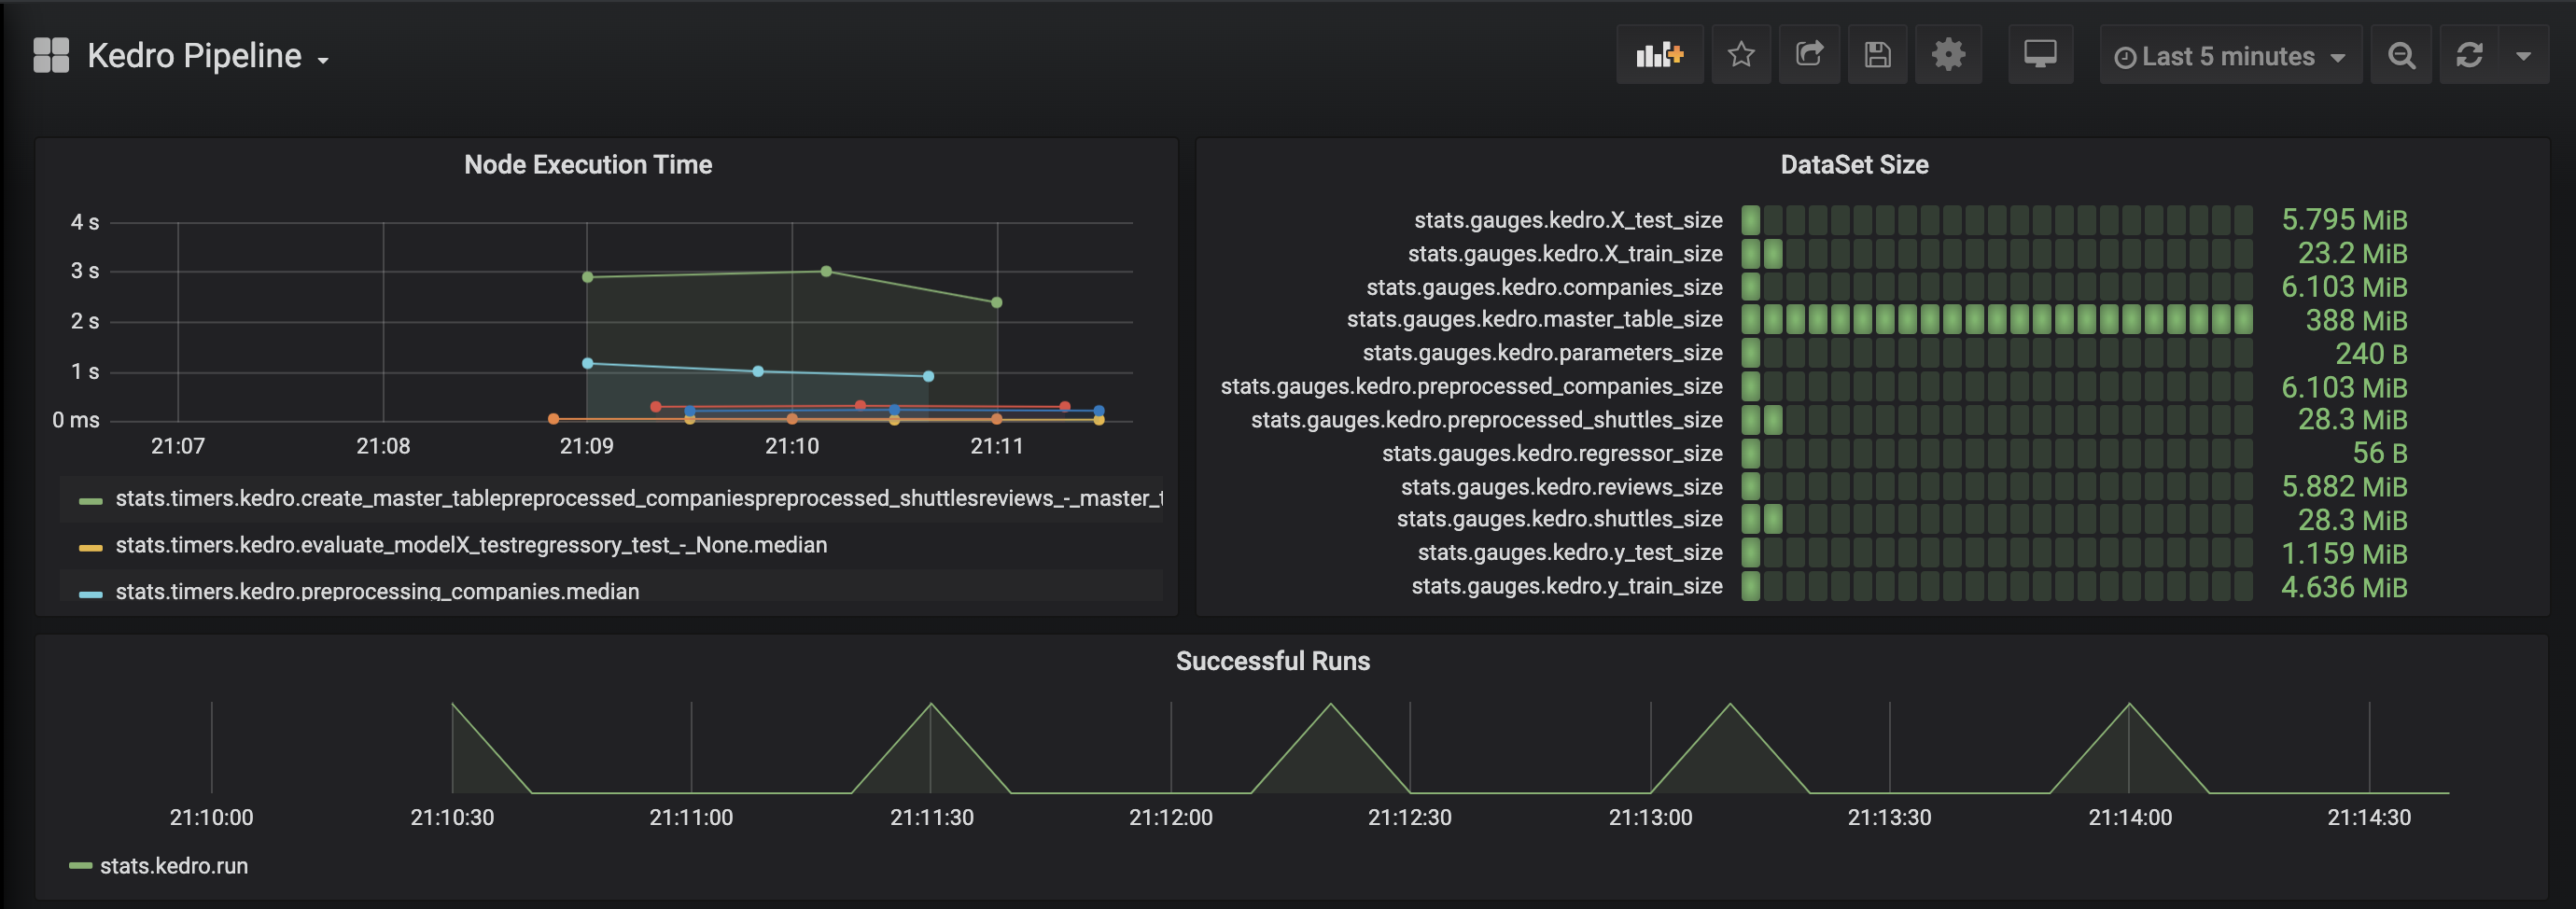 Kedro Pipeline
Last 5 minutes
Node Execution Time
4 s
3 s
2 s
1 s
0 ms
21:07 21:08 21:09 21:10 21:11
stats.timers.kedro.create_master_tablepreprocessed_companiespreprocessed_shuttlesreviews_-_master_t
stats.timers.kedro.evaluate_modelX_testregressory_test_-_None.median
stats.timers.kedro.preprocessing_companies.median
DataSet Size
stats.gauges.kedro.X_test_size 5.795 MiB
stats.gauges.kedro.X_train_size 23.2 MiB
stats.gauges.kedro.companies_size 6.103 MiB
stats.gauges.kedro.master_table_size 388 MiB
stats.gauges.kedro.parameters_size 240 B
stats.gauges.kedro.preprocessed_companies_size 6.103 MiB
stats.gauges.kedro.preprocessed_shuttles_size 28.3 MiB
stats.gauges.kedro.regressor_size 56 B
stats.gauges.kedro.reviews_size 5.882 MiB
stats.gauges.kedro.shuttles_size 28.3 MiB
stats.gauges.kedro.y_test_size 1.159 MiB
stats.gauges.kedro.y_train_size 4.636 MiB
Successful Runs
21:10:00 21:10:30 21:11:00 21:11:30 21:12:00 21:12:30 21:13:00 21:13:30 21:14:00 21:14:30
stats.kedro.run